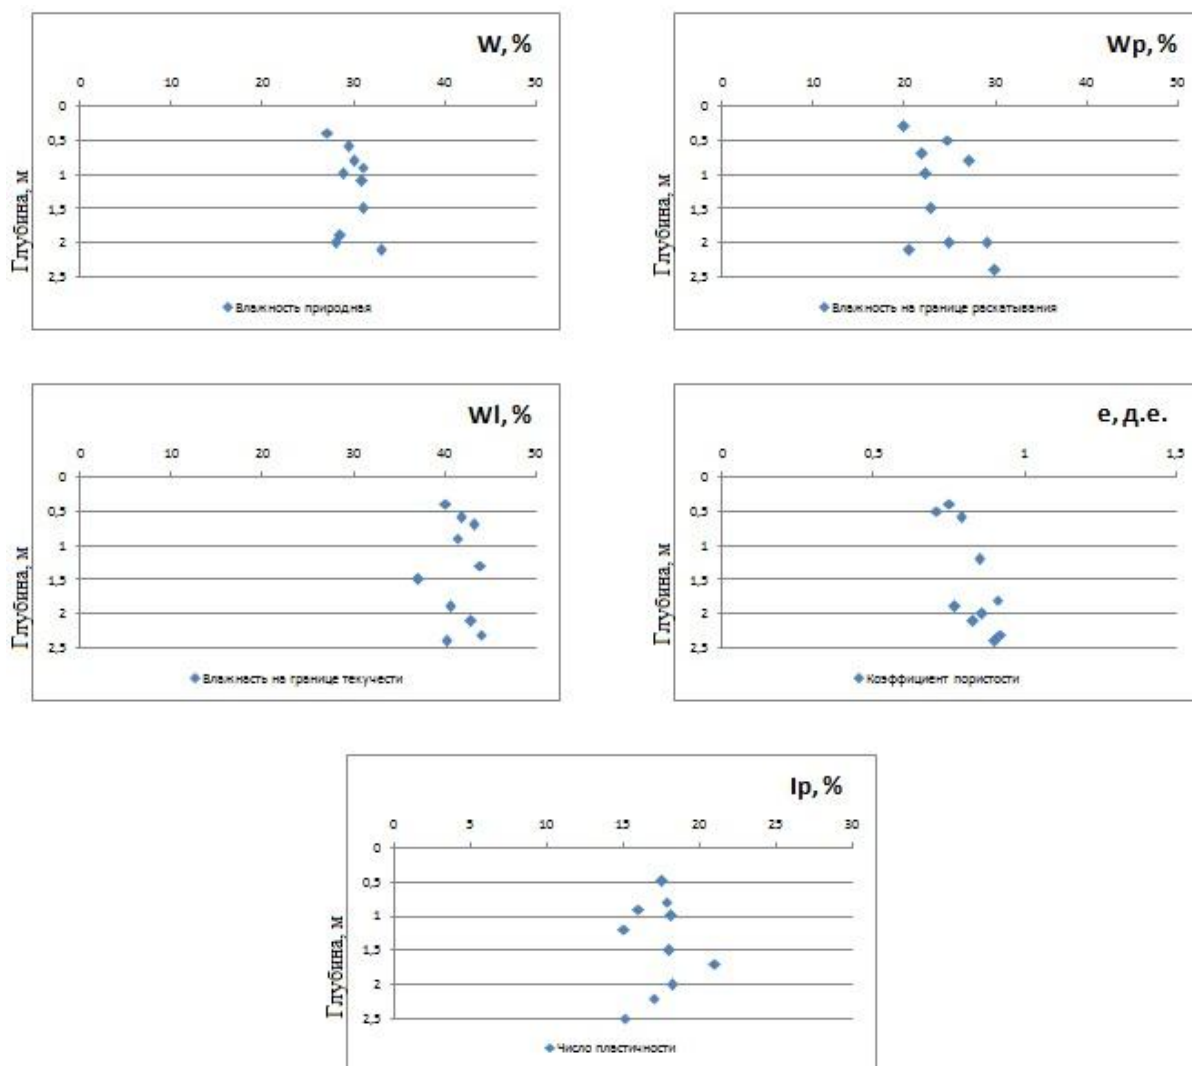 W, %
0 10 20 30 40 50
0
0,5
1
1,5
2
2,5
Глубина, м
Влажность природная
Wp, %
0 10 20 30 40 50
0
0,5
1
1,5
2
2,5
Глубина, м
Влажность на границе раскатывания
Wl, %
0 10 20 30 40 50
0
0,5
1
1,5
2
2,5
Глубина, м
Влажнасть на границе текучести
е, д.е.
0 0,5 1 1,5
0
0,5
1
1,5
2
2,5
Глубина, м
Коэффициент пористости
Ip, %
0 5 10 15 20 25 30
0
0,5
1
1,5
2
2,5
Глубина, м
Число пластичности